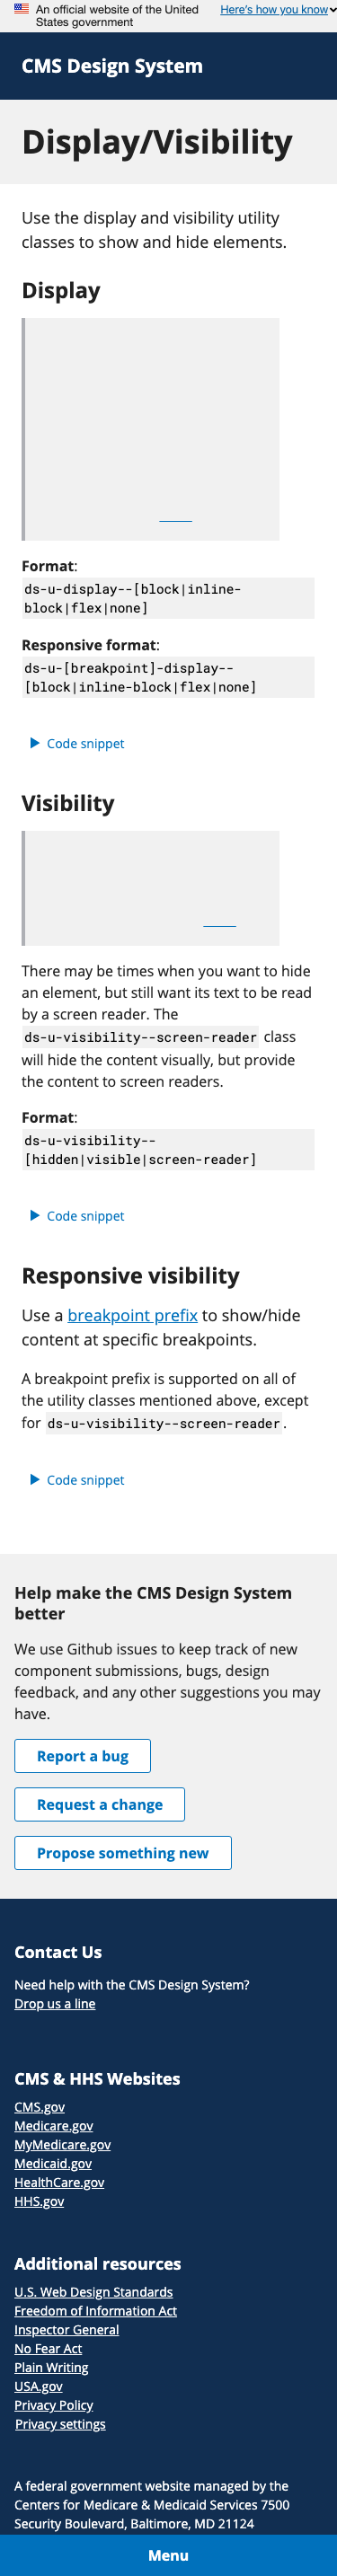 An official website of the United
States government
Here's how you know
CMS Design System
Display/Visibility
Use the display and visibility utility
classes to show and hide elements.
Display
Format:
ds-u-display--[block|inline-
block|flex|none]
Responsive format:
ds-u-[breakpoint]-display--
[block|inline-block|flex|none]
Code snippet
Visibility
There may be times when you want to hide
an element, but still want its text to be read
by a screen reader. The
ds-u-visibility--screen-reader class
will hide the content visually, but provide
the content to screen readers.
Format:
ds-u-visibility--
[hidden|visible|screen-reader]
Code snippet
Responsive visibility
Use a breakpoint prefix to show/hide
content at specific breakpoints.
A breakpoint prefix is supported on all of
the utility classes mentioned above, except
for ds-u-visibility--screen-reader.
Code snippet
Help make the CMS Design System
better
We use Github issues to keep track of new
component submissions, bugs, design
feedback, and any other suggestions you may
have.
Report a bug
Request a change
Propose something new
Contact Us
Need help with the CMS Design System?
Drop us a line
CMS & HHS Websites
CMS.gov
Medicare.gov
MyMedicare.gov
Medicaid.gov
HealthCare.gov
HHS.gov
Additional resources
U.S. Web Design Standards
Freedom of Information Act
Inspector General
No Fear Act
Plain Writing
USA.gov
Privacy Policy
Privacy settings
A federal government website managed by the
Centers for Medicare & Medicaid Services 7500
Security Boulevard, Baltimore, MD 21124
Menu